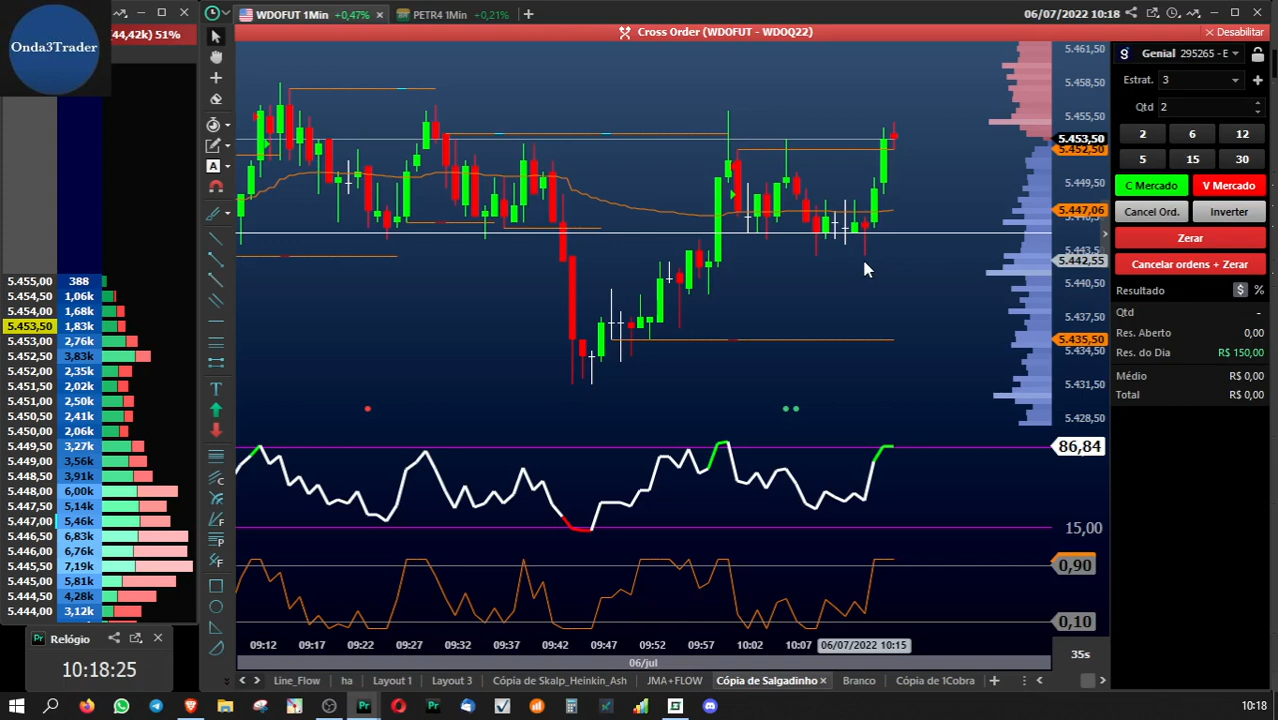 Onda3Trader
44,42k) 51%
WDOFUT 1Min +0,47%
PETR4 1Min +0,21%
06/07/2022 10:18
Cross Order (WDOFUT - WDOQ22)
Desabilitar
5.461,50
5.458,50
5.455,50
5.453,50
5.452,50
5.449,50
5.447,06
5.443,5
5.442,55
5.440,50
5.437,50
5.435,50
5.434,50
5.431,50
5.428,50
86,84
15,00
0,90
0,10
Genial 295265 - E
Estrat. 3
Qtd 2
2 6 12
5 15 30
C Mercado V Mercado
Cancel Ord. Inverter
Zerar
Cancelar ordens + Zerar
Resultado $ %
Qtd -
Res. Aberto 0,00
Res. do Dia R$ 150,00
Médio R$ 0,00
Total R$ 0,00
5.455,00 388
5.454,50 1,06k
5.454,00 1,68k
5.453,50 1,83k
5.453,00 2,76k
5.452,50 3,83k
5.452,00 2,35k
5.451,50 2,02k
5.451,00 2,50k
5.450,50 2,41k
5.450,00 2,06k
5.449,50 3,27k
5.449,00 3,56k
5.448,50 3,91k
5.448,00 6,00k
5.447,50 5,14k
5.447,00 5,46k
5.446,50 6,83k
5.446,00 6,76k
5.445,50 7,19k
5.445,00 5,81k
5.444,50 4,28k
5.444,00 3,12k
Relógio
10:18:25
09:12 09:17 09:22 09:27 09:32 09:37 09:42 09:47 09:52 09:57 10:02 10:07 06/07/2022 10:15
35s
06/jul
Line_Flow ha Layout 1 Layout 3 Cópia de Skalp_Heinkin_Ash JMA+FLOW Cópia de Salgadinho Branco Cópia de 1Cobra
10:18